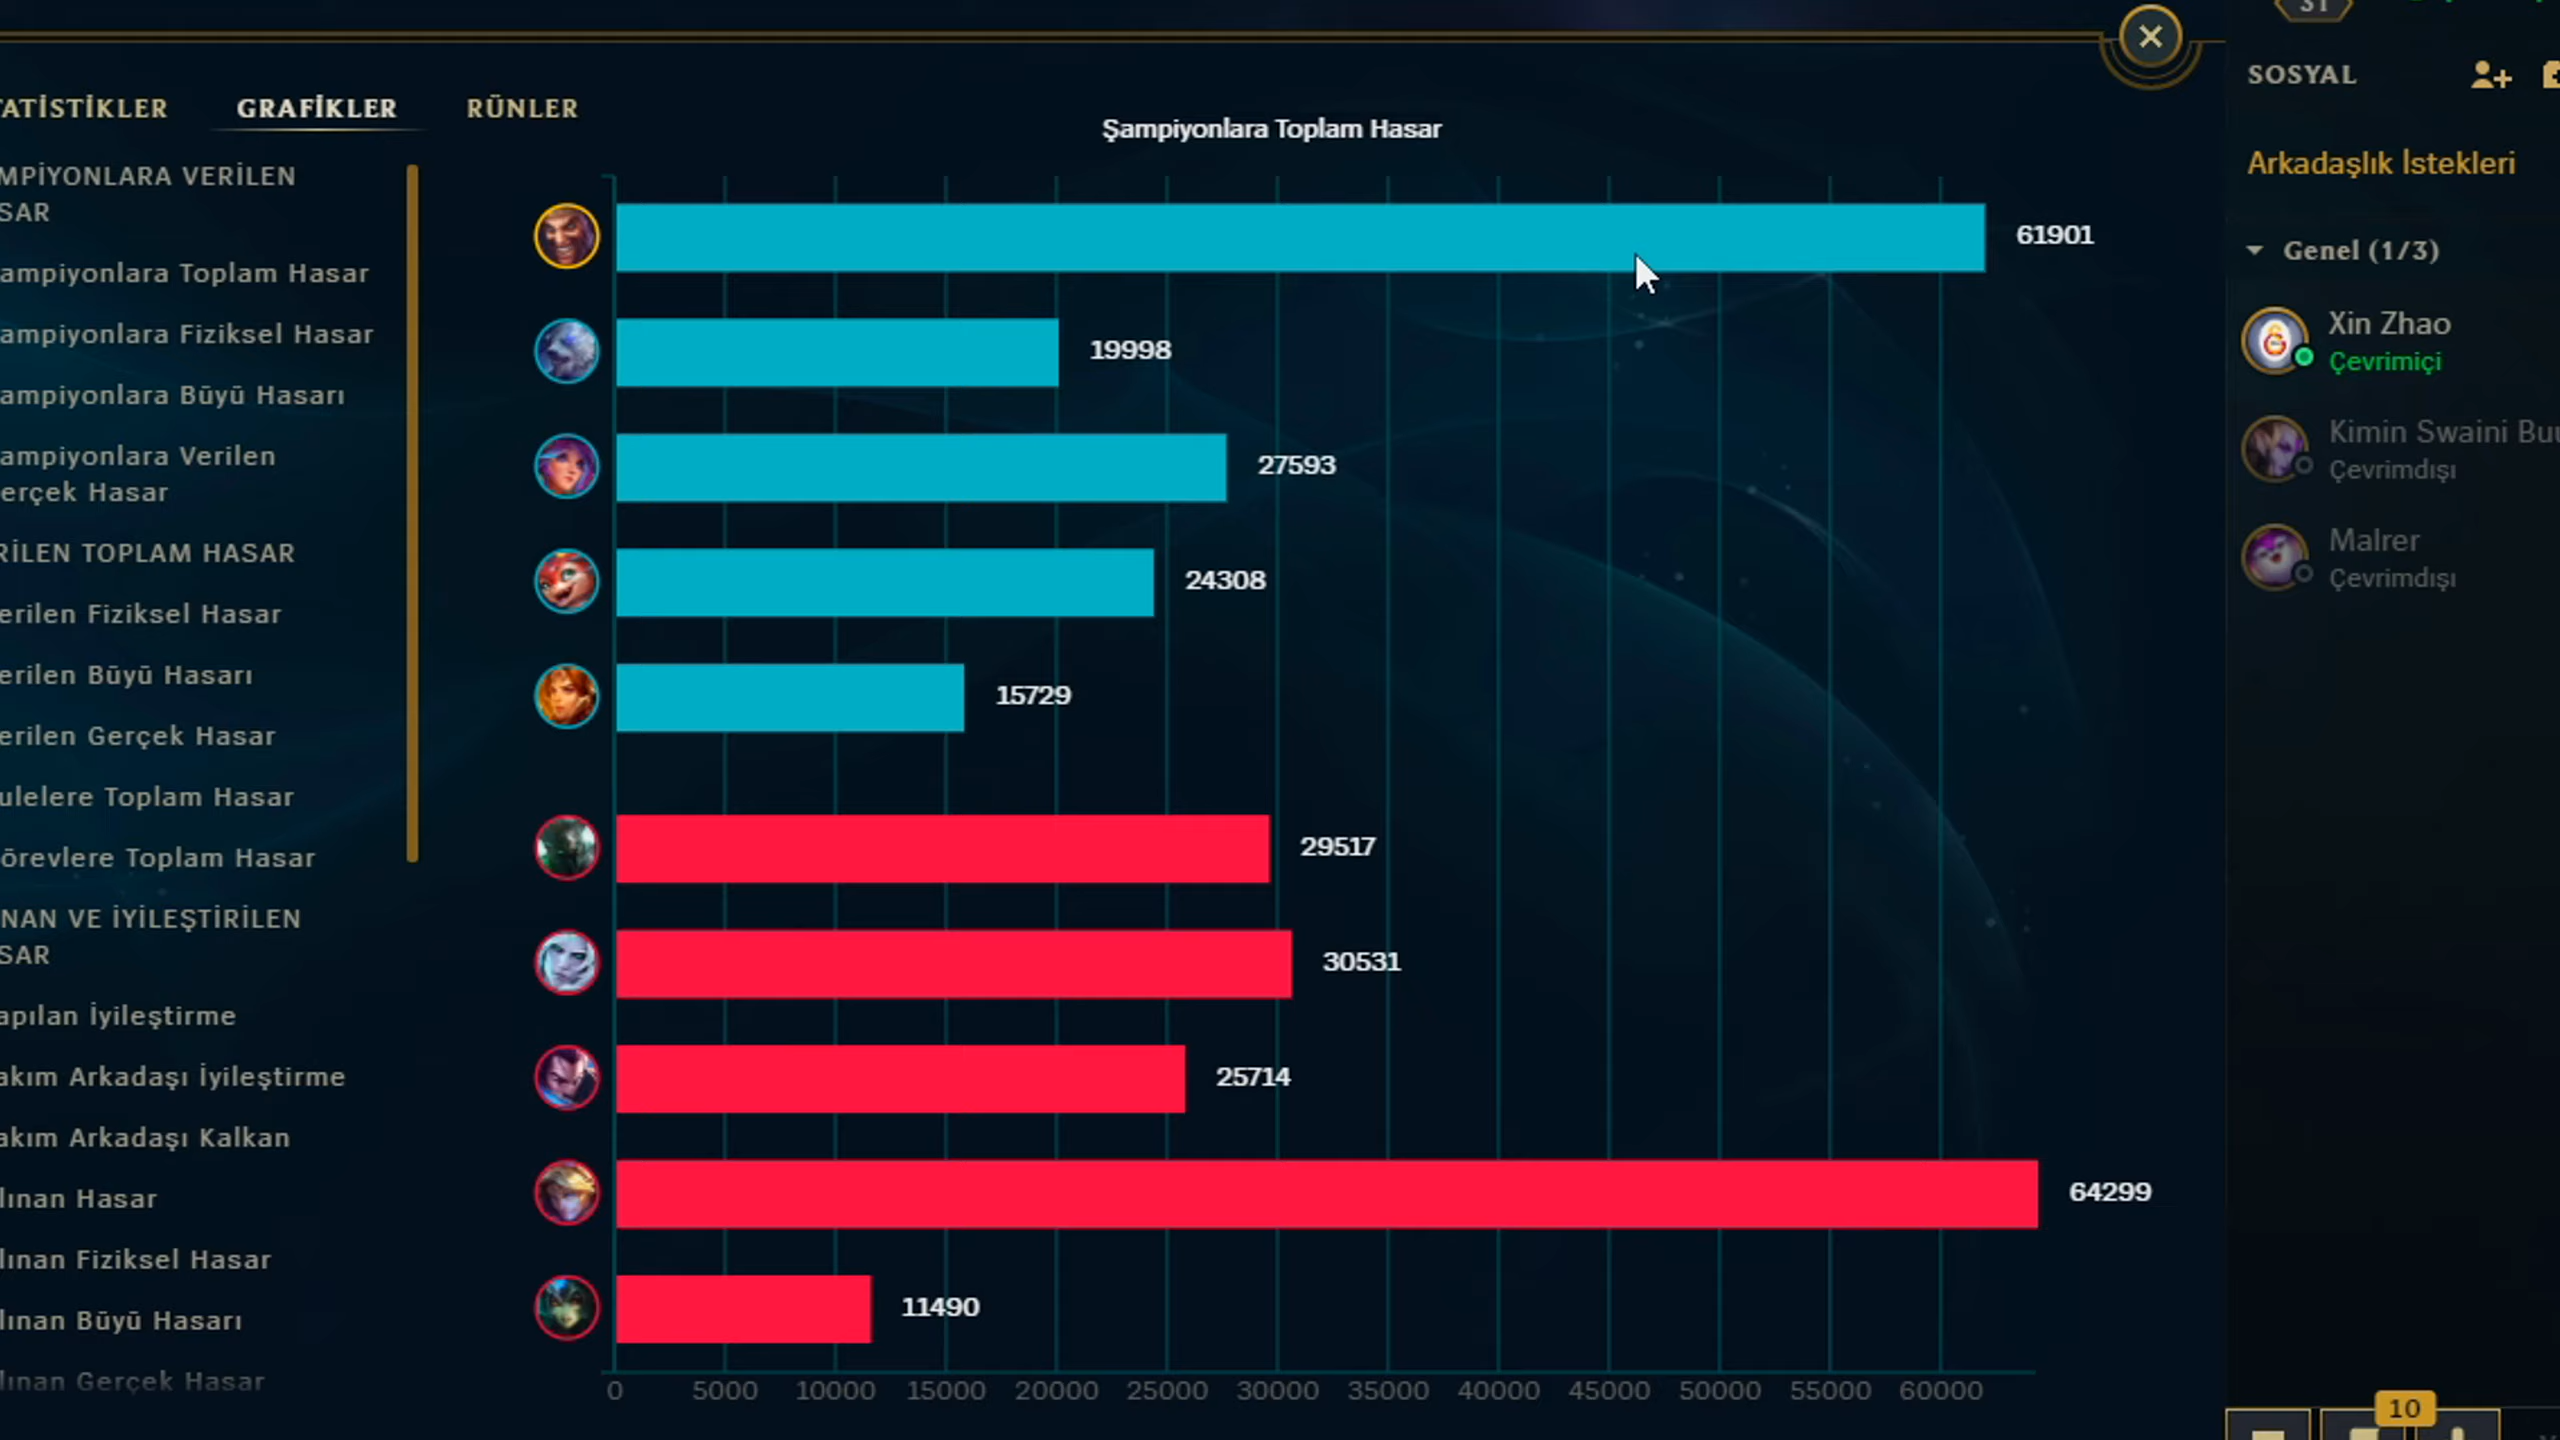 TATİSTİKLER
GRAFİKLER
RÜNLER
MPİYONLARA VERİLEN
SAR
ampiyonlara Toplam Hasar
ampiyonlara Fiziksel Hasar
ampiyonlara Büyü Hasarı
ampiyonlara Verilen
erçek Hasar
RİLEN TOPLAM HASAR
erilen Fiziksel Hasar
erilen Büyü Hasarı
erilen Gerçek Hasar
ulelere Toplam Hasar
örevlere Toplam Hasar
NAN VE İYİLEŞTİRİLEN
SAR
apılan İyileştirme
akım Arkadaşı İyileştirme
akım Arkadaşı Kalkan
lınan Hasar
lınan Fiziksel Hasar
lınan Büyü Hasarı
lınan Gerçek Hasar
Şampiyonlara Toplam Hasar
61901
19998
27593
24308
15729
29517
30531
25714
64299
11490
0 5000 10000 15000 20000 25000 30000 35000 40000 45000 50000 55000 60000
SOSYAL
Arkadaşlık İstekleri
Genel (1/3)
Xin Zhao
Çevrimiçi
Kimin Swaini Buu
Çevrimdışı
Malrer
Çevrimdışı
10